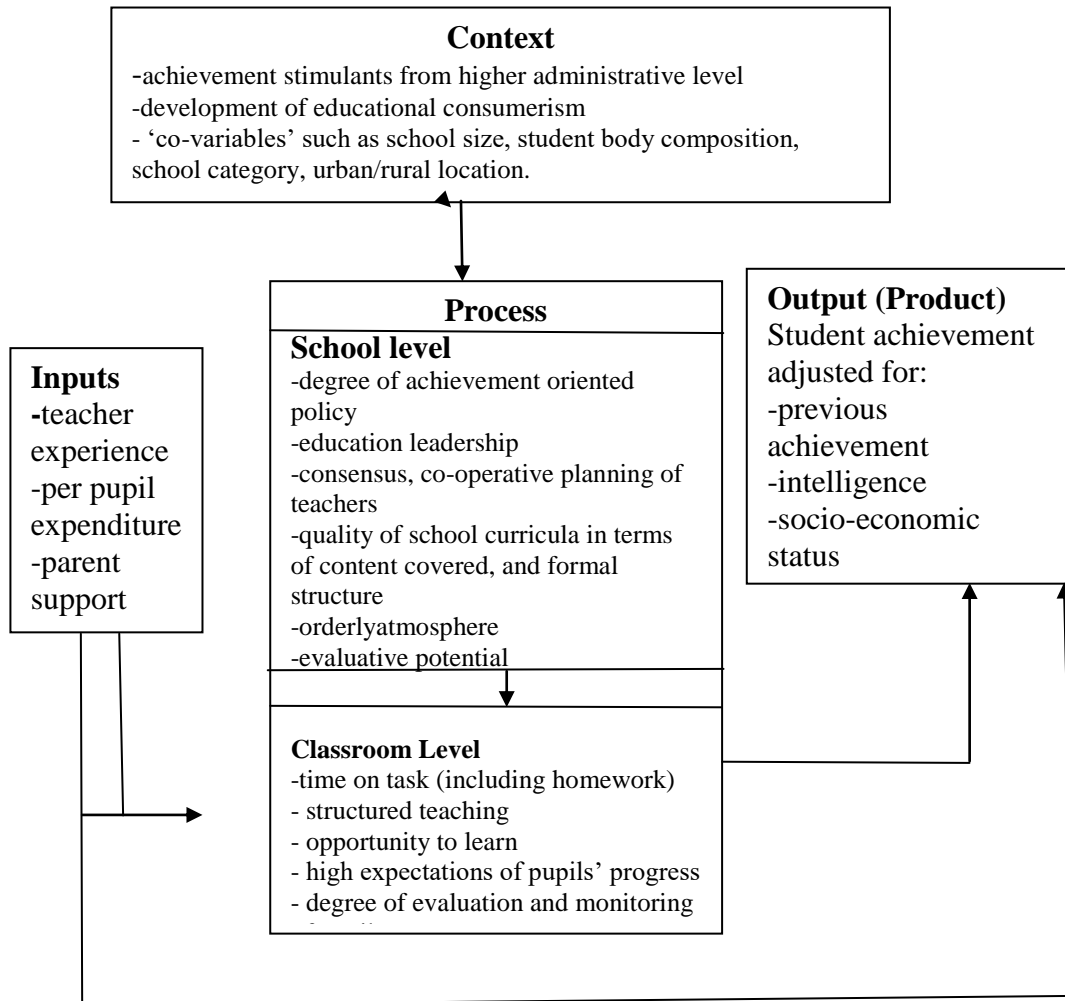 Context
-achievement stimulants from higher administrative level
-development of educational consumerism
- ‘co-variables’ such as school size, student body composition,
school category, urban/rural location.
Inputs
-teacher
experience
-per pupil
expenditure
-parent
support
Process
School level
-degree of achievement oriented
policy
-education leadership
-consensus, co-operative planning of
teachers
-quality of school curricula in terms
of content covered, and formal
structure
-orderlyatmosphere
-evaluative potential
Classroom Level
-time on task (including homework)
- structured teaching
- opportunity to learn
- high expectations of pupils’ progress
- degree of evaluation and monitoring
Output (Product)
Student achievement
adjusted for:
-previous
achievement
-intelligence
-socio-economic
status